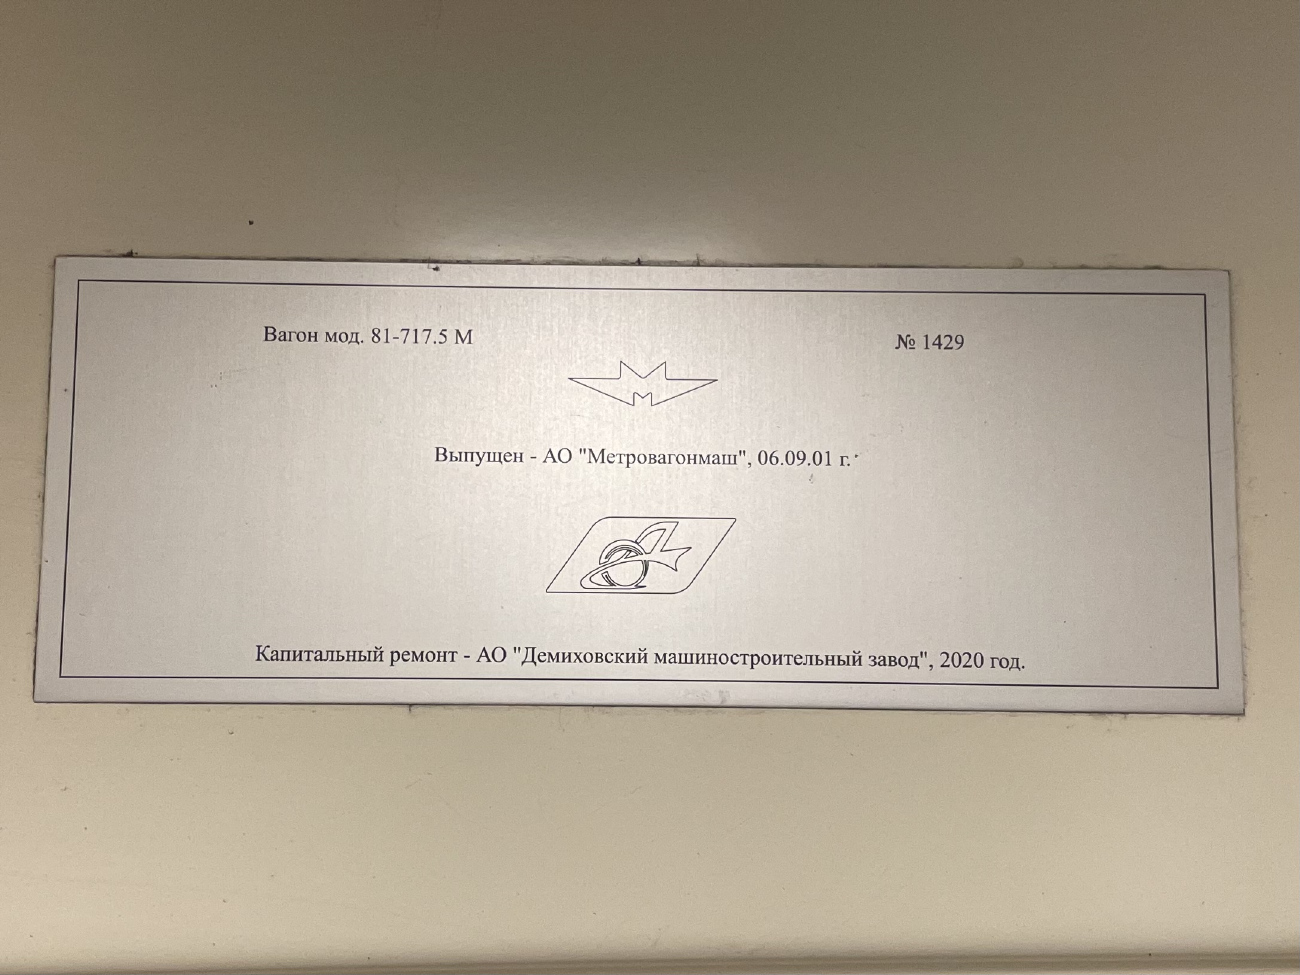 Вагон мод. 81-717.5 М № 1429
Выпущен - АО "Метровагонмаш", 06.09.01 г.
Капитальный ремонт - АО "Демиховский машиностроительный завод", 2020 год.